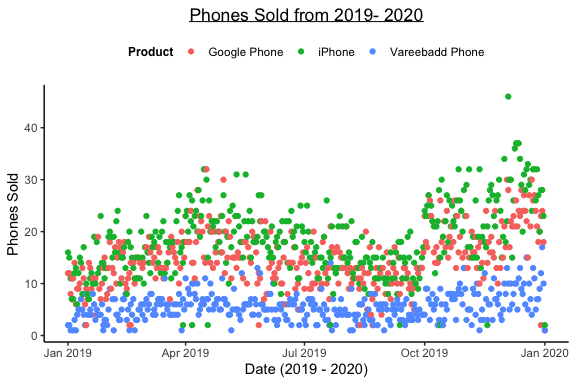 Phones Sold from 2019- 2020
Product Google Phone iPhone Vareebadd Phone
Phones Sold
40
30
20
10
0
Jan 2019 Apr 2019 Jul 2019 Oct 2019 Jan 2020
Date (2019 - 2020)